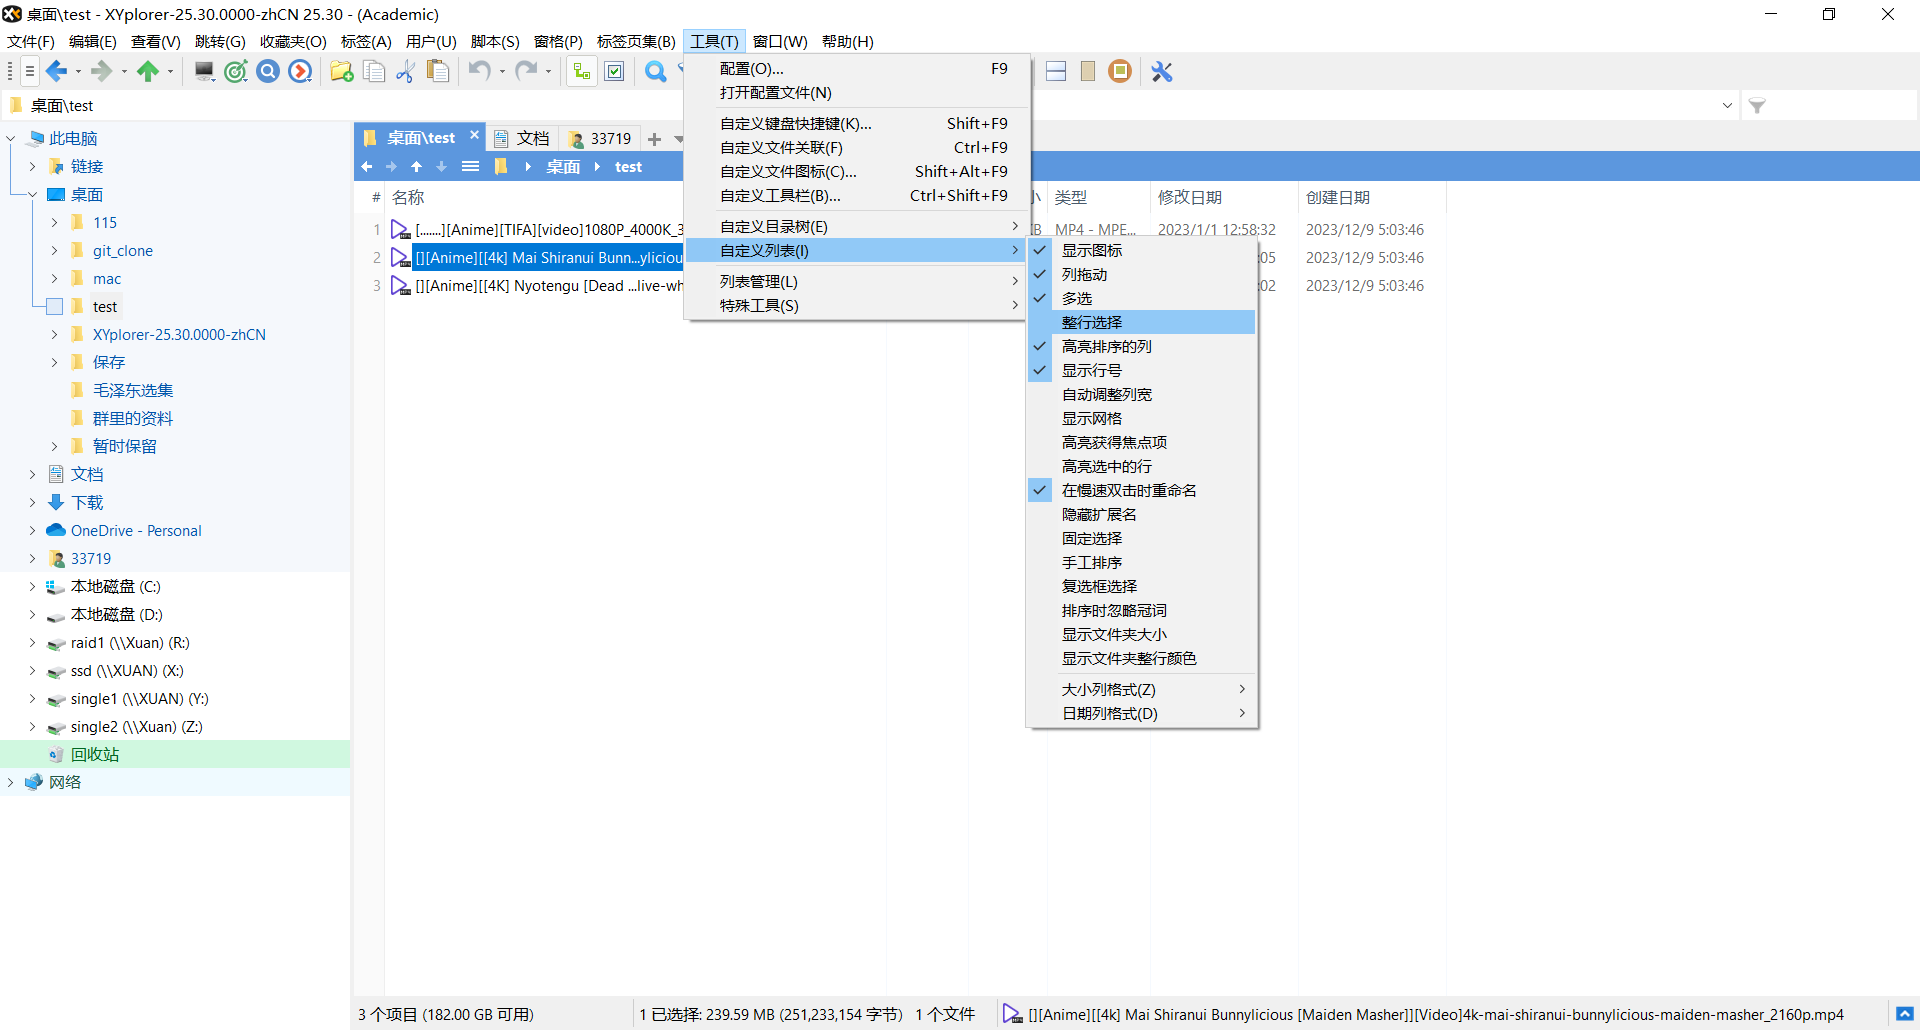 桌面\test - XYplorer-25.30.0000-zhCN 25.30 - (Academic)
文件(F) 编辑(E) 查看(V) 跳转(G) 收藏夹(O) 标签(A) 用户(U) 脚本(S) 窗格(P) 标签页集(B) 工具(T) 窗口(W) 帮助(H)
桌面\test
此电脑
链接
桌面
115
git_clone
mac
test
XYplorer-25.30.0000-zhCN
保存
毛泽东选集
群里的资料
暂时保留
文档
下载
OneDrive - Personal
33719
本地磁盘 (C:)
本地磁盘 (D:)
raid1 (\\Xuan) (R:)
ssd (\\XUAN) (X:)
single1 (\\XUAN) (Y:)
single2 (\\Xuan) (Z:)
回收站
网络
桌面\test 文档 33719
桌面 test
# 名称 类型 修改日期 创建日期
1 [.......][Anime][TIFA][video]1080P_4000K_3 MP4 - MPE... 2023/1/1 12:58:32 2023/12/9 5:03:46
2 [][Anime][[4k] Mai Shiranui Bunn...yliciou :05 2023/12/9 5:03:46
3 [][Anime][[4K] Nyotengu [Dead ...live-wh :02 2023/12/9 5:03:46
配置(O)... F9
打开配置文件(N)
自定义键盘快捷键(K)... Shift+F9
自定义文件关联(F) Ctrl+F9
自定义文件图标(C)... Shift+Alt+F9
自定义工具栏(B)... Ctrl+Shift+F9
自定义目录树(E)
自定义列表(I)
列表管理(L)
特殊工具(S)
显示图标
列拖动
多选
整行选择
高亮排序的列
显示行号
自动调整列宽
显示网格
高亮获得焦点项
高亮选中的行
在慢速双击时重命名
隐藏扩展名
固定选择
手工排序
复选框选择
排序时忽略冠词
显示文件夹大小
显示文件夹整行颜色
大小列格式(Z)
日期列格式(D)
3 个项目 (182.00 GB 可用) 1 已选择: 239.59 MB (251,233,154 字节) 1 个文件 [][Anime][[4k] Mai Shiranui Bunnylicious [Maiden Masher]][Video]4k-mai-shiranui-bunnylicious-maiden-masher_2160p.mp4